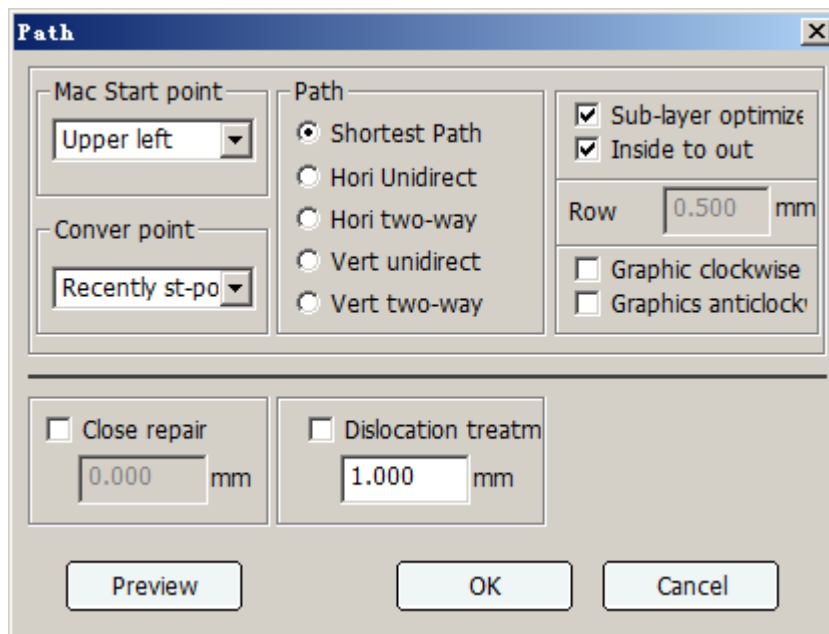 Path
Mac Start point
Upper left
Conver point
Recently st-po
Path
Shortest Path
Hori Unidirect
Hori two-way
Vert unidirect
Vert two-way
Sub-layer optimize
Inside to out
Row 0.500 mm
Graphic clockwise
Graphics anticlock
Close repair
0.000 mm
Dislocation treatm
1.000 mm
Preview OK Cancel